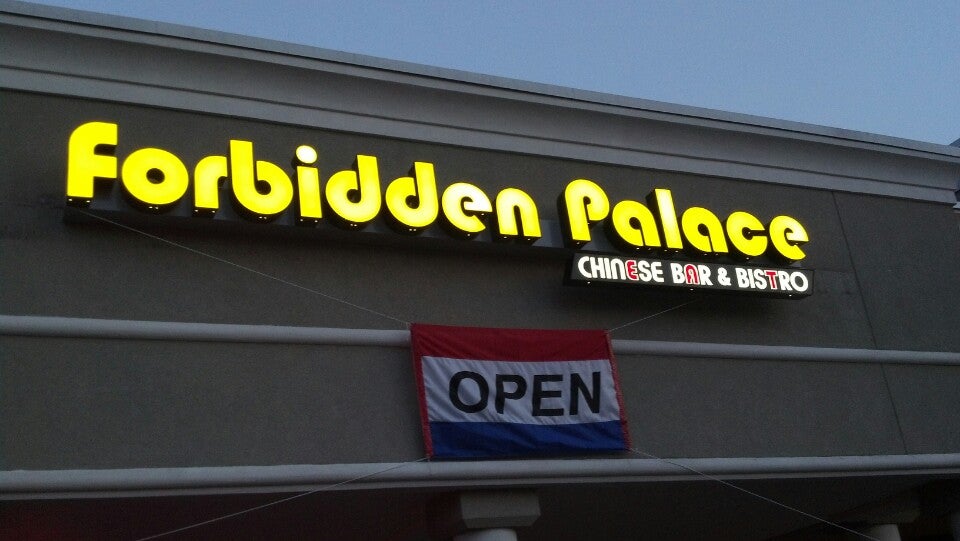 Forbidden Palace
CHINESE BAR & BISTRO
OPEN